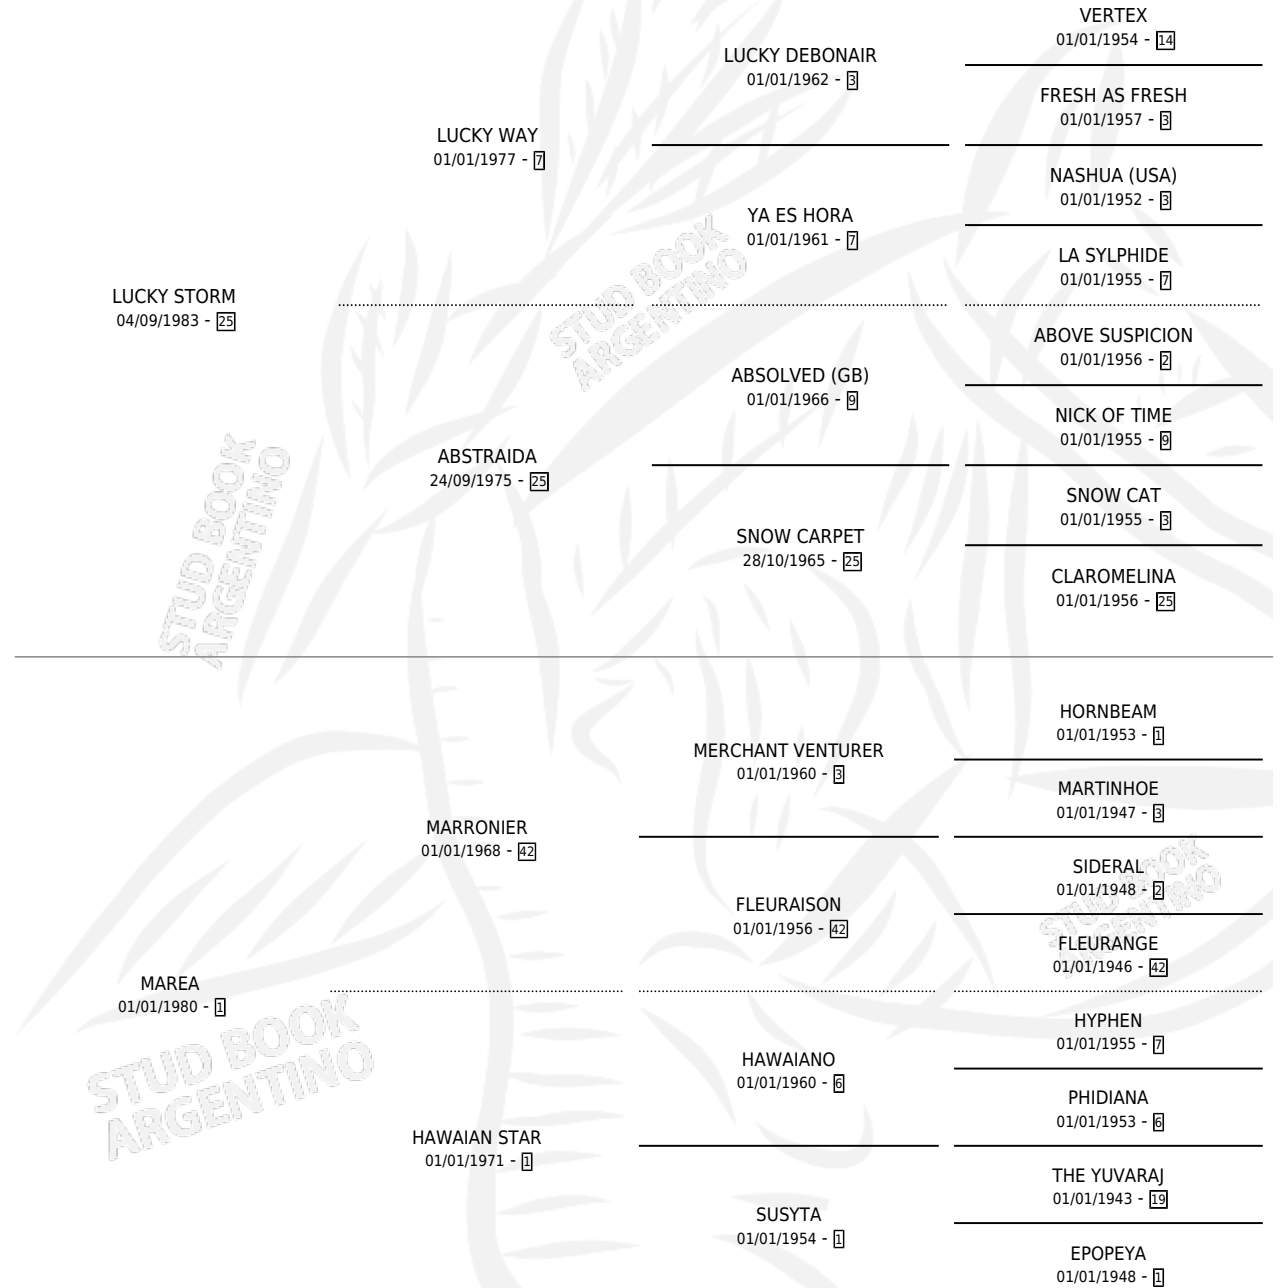 VERTEX
01/01/1954 - 14
LUCKY DEBONAIR
01/01/1962 - 3
FRESH AS FRESH
01/01/1957 - 3
LUCKY WAY
01/01/1977 - 7
NASHUA (USA)
01/01/1952 - 3
YA ES HORA
01/01/1961 - 7
LA SYLPHIDE
01/01/1955 - 7
LUCKY STORM
04/09/1983 - 25
ABOVE SUSPICION
01/01/1956 - 2
ABSOLVED (GB)
01/01/1966 - 9
NICK OF TIME
01/01/1955 - 9
ABSTRAIDA
24/09/1975 - 25
SNOW CAT
01/01/1955 - 3
SNOW CARPET
28/10/1965 - 25
CLAROMELINA
01/01/1956 - 25
HORNBEAM
01/01/1953 - 1
MERCHANT VENTURER
01/01/1960 - 3
MARTINHOE
01/01/1947 - 3
MARRONIER
01/01/1968 - 42
SIDERAL
01/01/1948 - 2
FLEURAISON
01/01/1956 - 42
FLEURANGE
01/01/1946 - 42
MAREA
01/01/1980 - 1
HYPHEN
01/01/1955 - 7
HAWAIANO
01/01/1960 - 6
PHIDIANA
01/01/1953 - 6
HAWAIAN STAR
01/01/1971 - 1
THE YUVARAJ
01/01/1943 - 19
SUSYTA
01/01/1954 - 1
EPOPEYA
01/01/1948 - 1
STUD BOOK
ARGENTINO
STUD BOOK
ARGENTINO
STUD BOOK
ARGENTINO
STUD BOOK
ARGENTINO